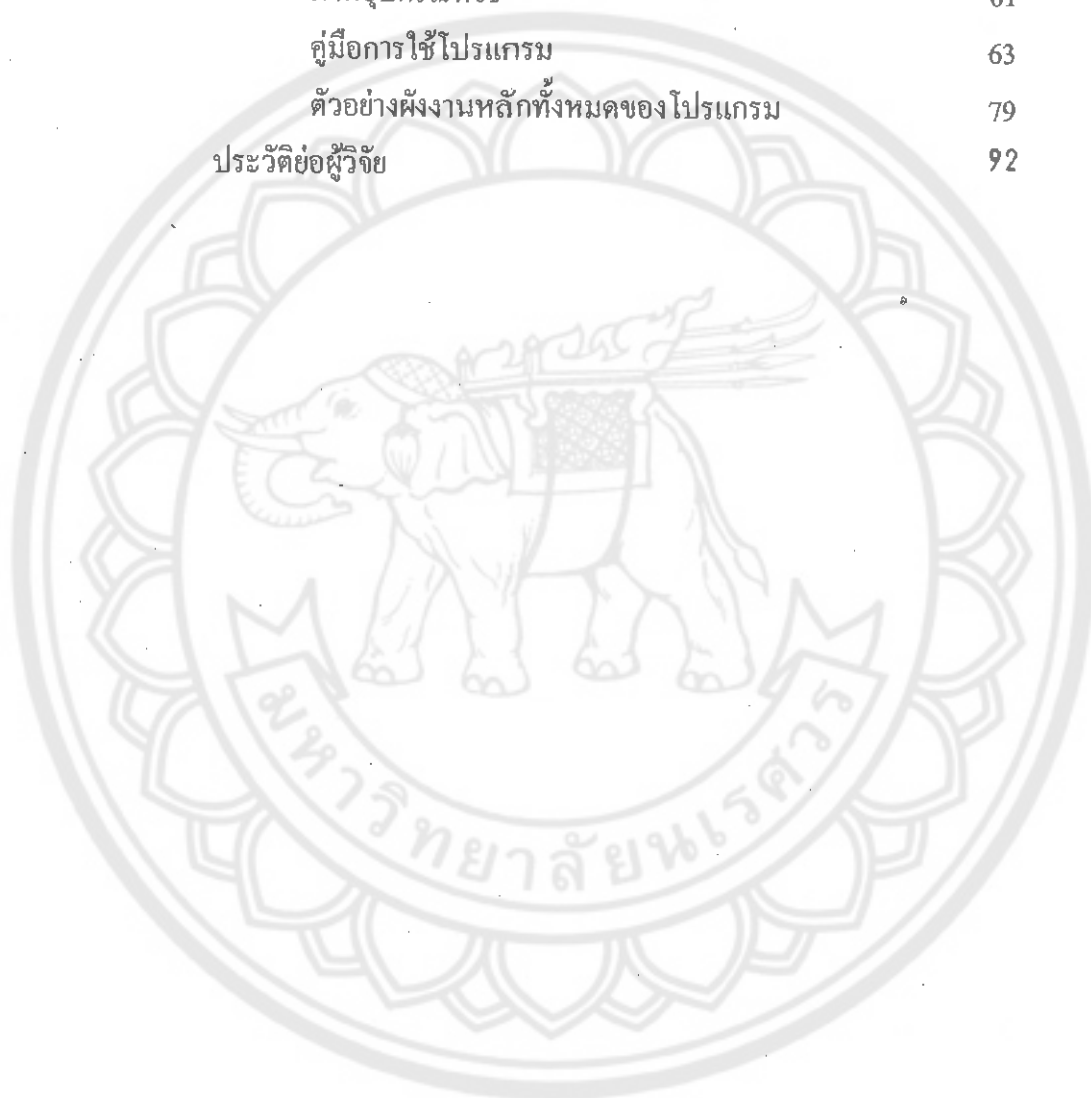 61
คู่มือการใช้โปรแกรม 63
ตัวอย่างผังงานหลักทั้งหมดของโปรแกรม 79
ประวัติย่อผู้วิจัย 92
มหาวิทยาลัยนเรศวร